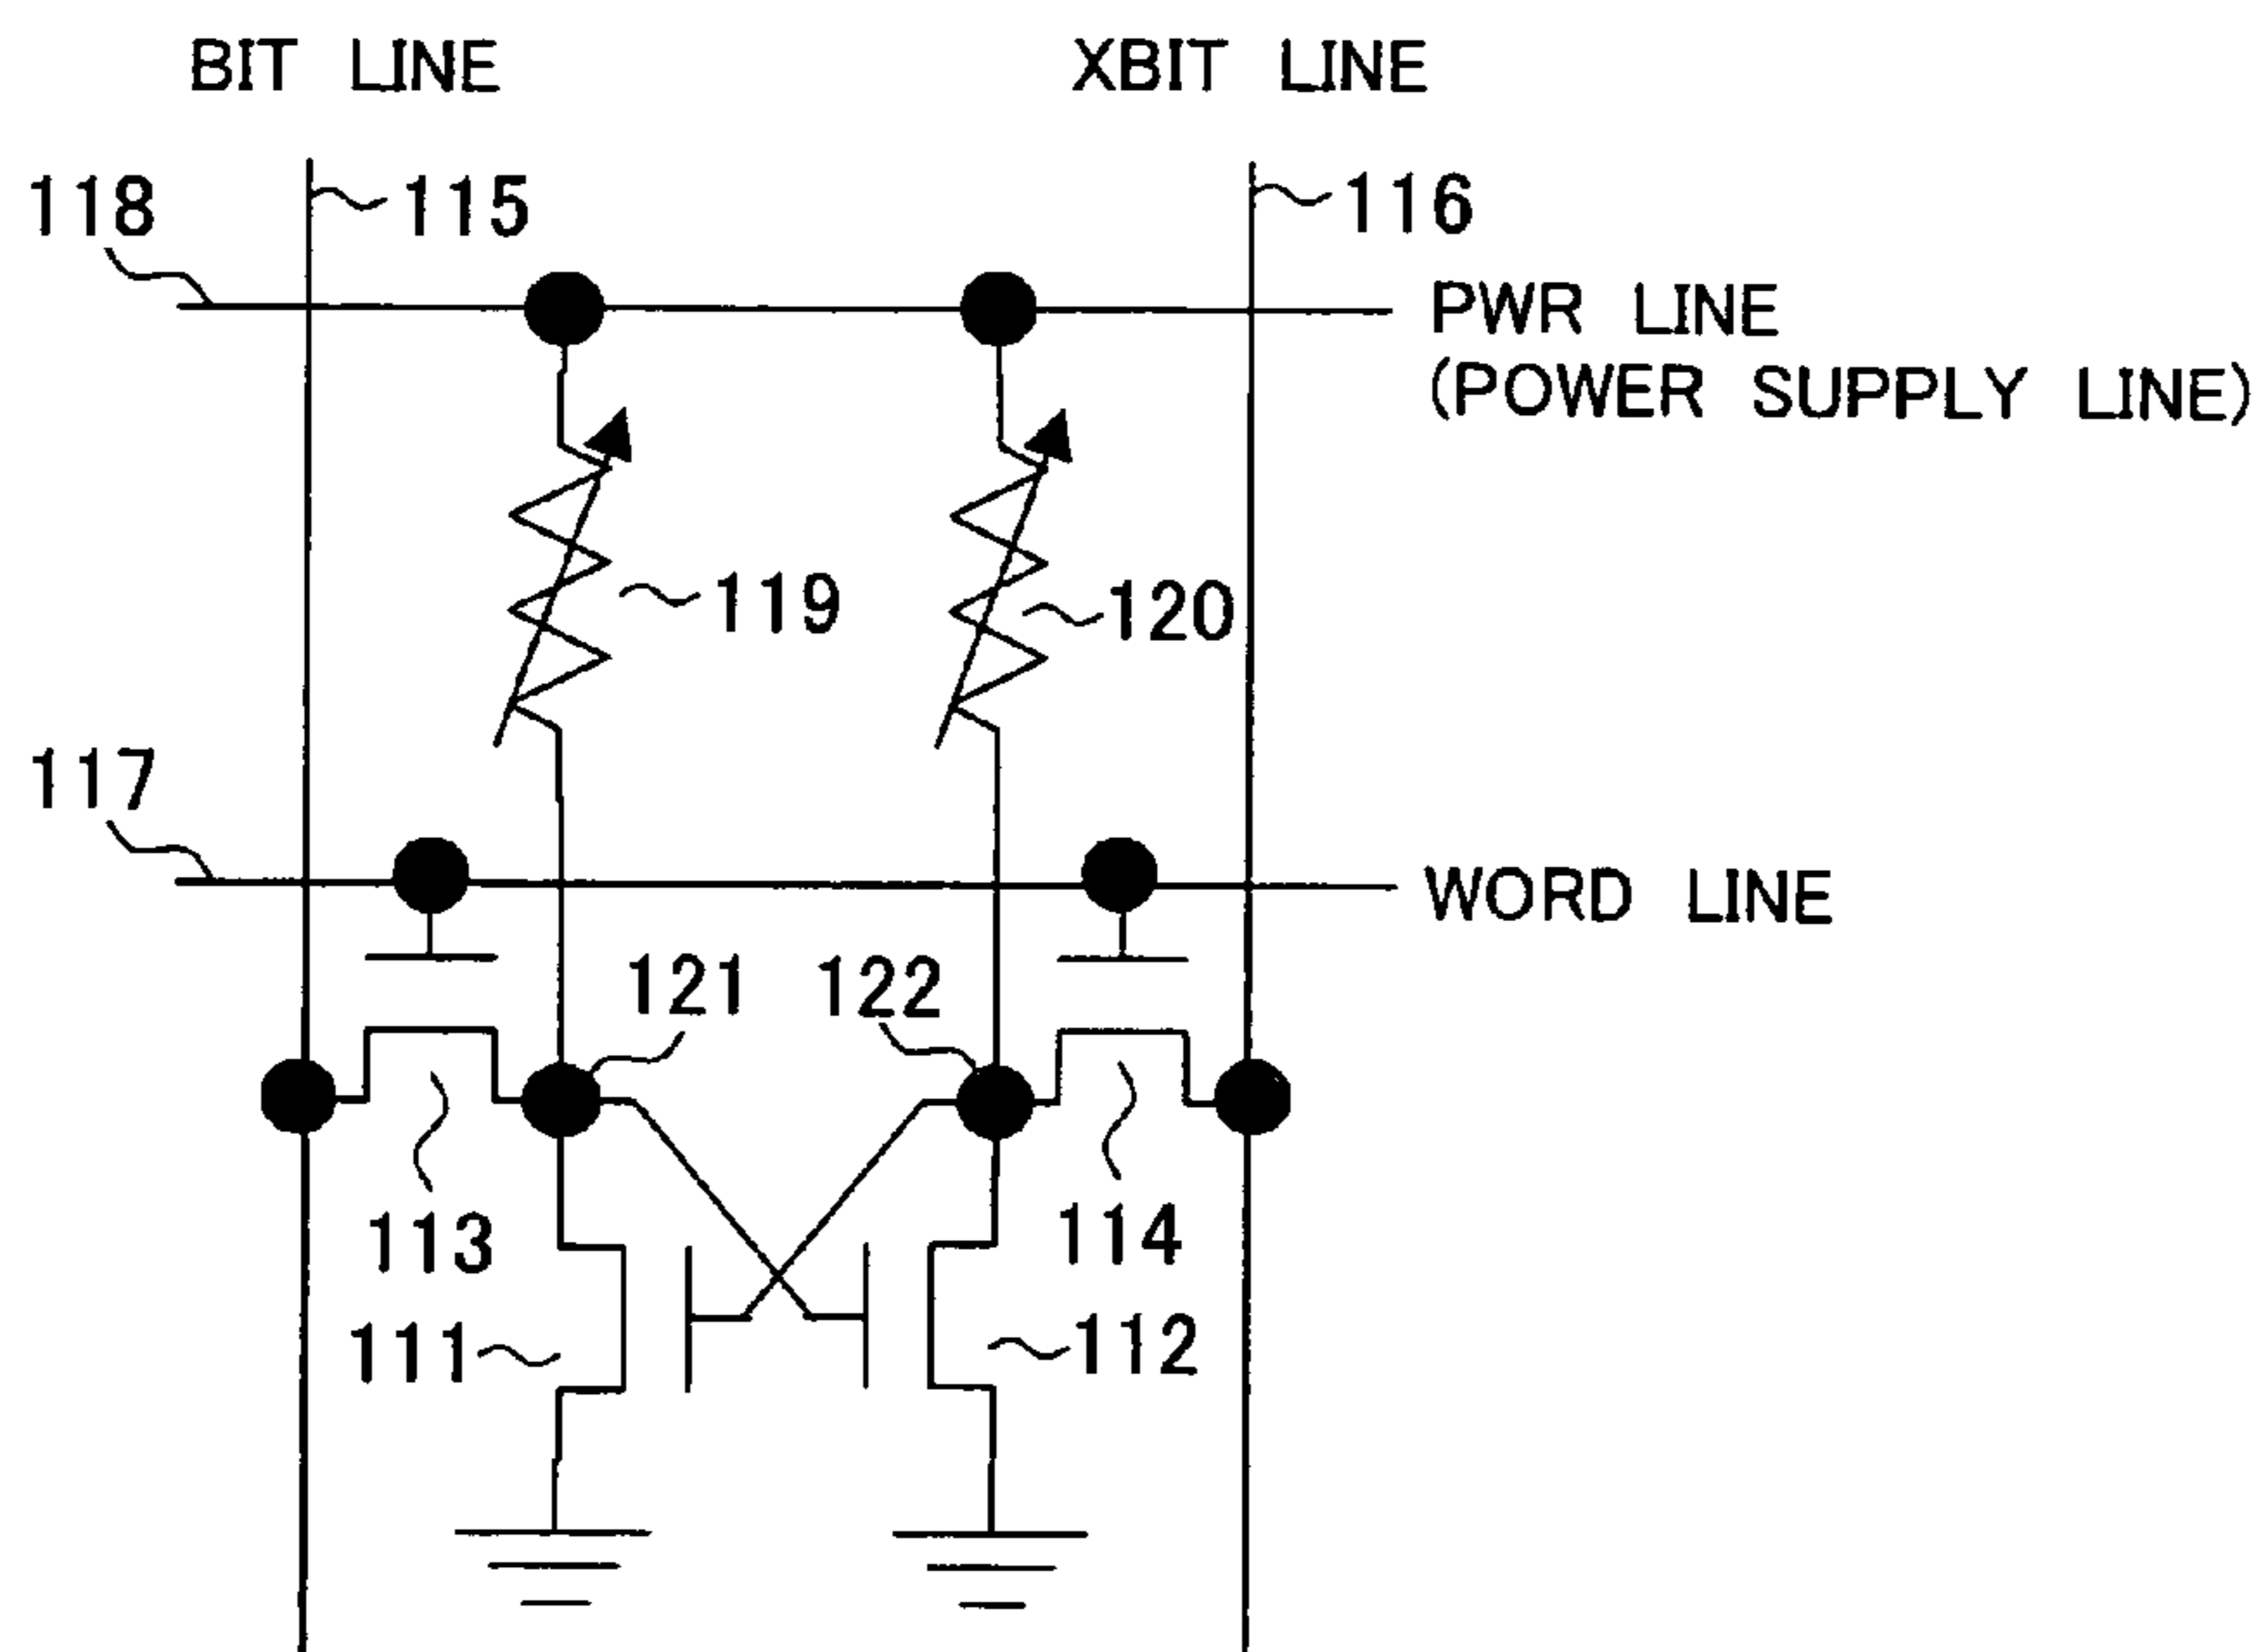 BIT LINE XBIT LINE
118 115 116
PWR LINE
(POWER SUPPLY LINE)
119 120
117
WORD LINE
121 122
113 114
111 112